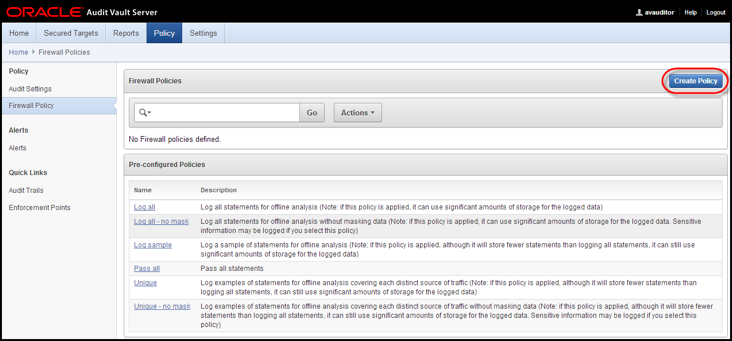 ORACLE Audit Vault Server
avauditor Help Logout
Home Secured Targets Reports Policy Settings
Home > Firewall Policies
Policy
Audit Settings
Firewall Policy
Alerts
Alerts
Quick Links
Audit Trails
Enforcement Points
Firewall Policies
Create Policy
Go
Actions
No Firewall policies defined.
Pre-configured Policies
Name Description
Log all Log all statements for offline analysis (Note: if this policy is applied, it can use significant amounts of storage for the logged data)
Log all - no mask Log all statements for offline analysis without masking data (Note: if this policy is applied, it can use significant amounts of storage for the logged data. Sensitive
information may be logged if you select this policy)
Log sample Log a sample of statements for offline analysis (Note: if this policy is applied, although it will store fewer statements than logging all statements, it can still use
significant amounts of storage for the logged data)
Pass all Pass all statements
Unique Log examples of statements for offline analysis covering each distinct source of traffic (Note: if this policy is applied, although it will store fewer statements than
logging all statements, it can still use significant amounts of storage for the logged data)
Unique - no mask Log examples of statements for offline analysis covering each distinct source of traffic without masking data (Note: if this policy is applied, although it will store fewer
statements than logging all statements, it can still use significant amounts of storage for the logged data. Sensitive information may be logged if you select this
policy)